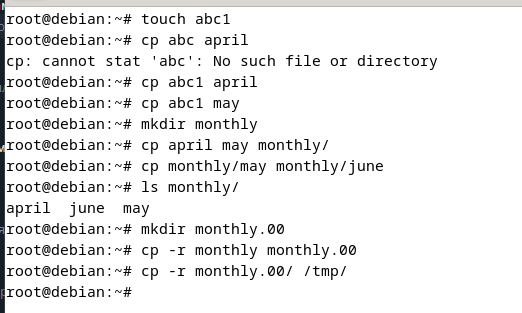 root@debian:~# touch abc1
root@debian:~# cp abc april
cp: cannot stat 'abc': No such file or directory
root@debian:~# cp abc1 april
root@debian:~# cp abc1 may
root@debian:~# mkdir monthly
root@debian:~# cp april may monthly/
root@debian:~# cp monthly/may monthly/june
root@debian:~# ls monthly/
april  june  may
root@debian:~# mkdir monthly.00
root@debian:~# cp -r monthly monthly.00
root@debian:~# cp -r monthly.00/ /tmp/
root@debian:~#